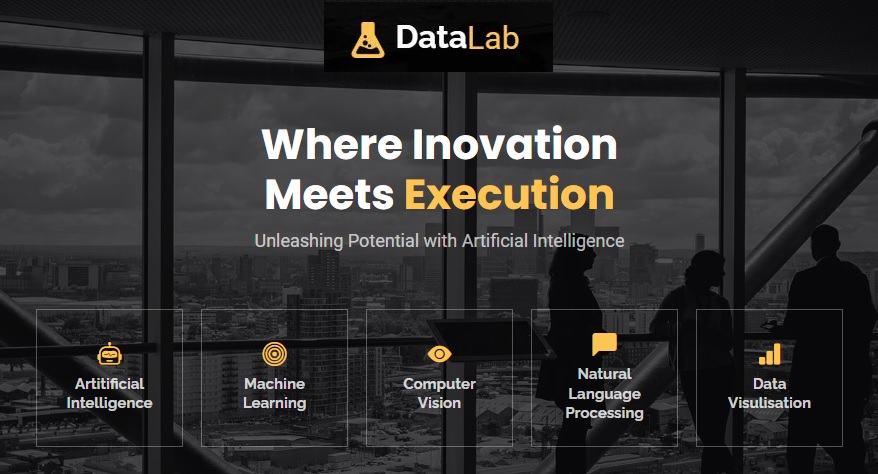 DataLab
Where Inovation
Meets Execution
Unleashing Potential with Artificial Intelligence
Artitificial
Intelligence
Machine
Learning
Computer
Vision
Natural
Language
Processing
Data
Visulisation